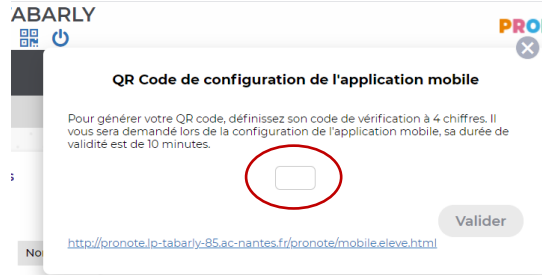 ABARLY
PRO
QR Code de configuration de l'application mobile
Pour générer votre QR code, définissez son code de vérification à 4 chiffres. Il
vous sera demandé lors de la configuration de l'application mobile, sa durée de
validité est de 10 minutes.
s
Valider
http://pronote.lp-tabarly-85.ac-nantes.fr/pronote/mobile.eleve.html
No